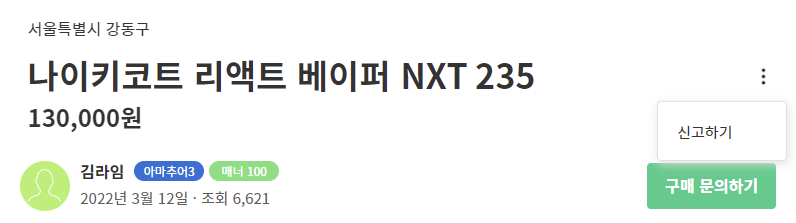 서울특별시 강동구
나이키코트 리액트 베이퍼 NXT 235
130,000원
신고하기
김라임 아마추어3 매너 100
2022년 3월 12일 · 조회 6,621
구매 문의하기